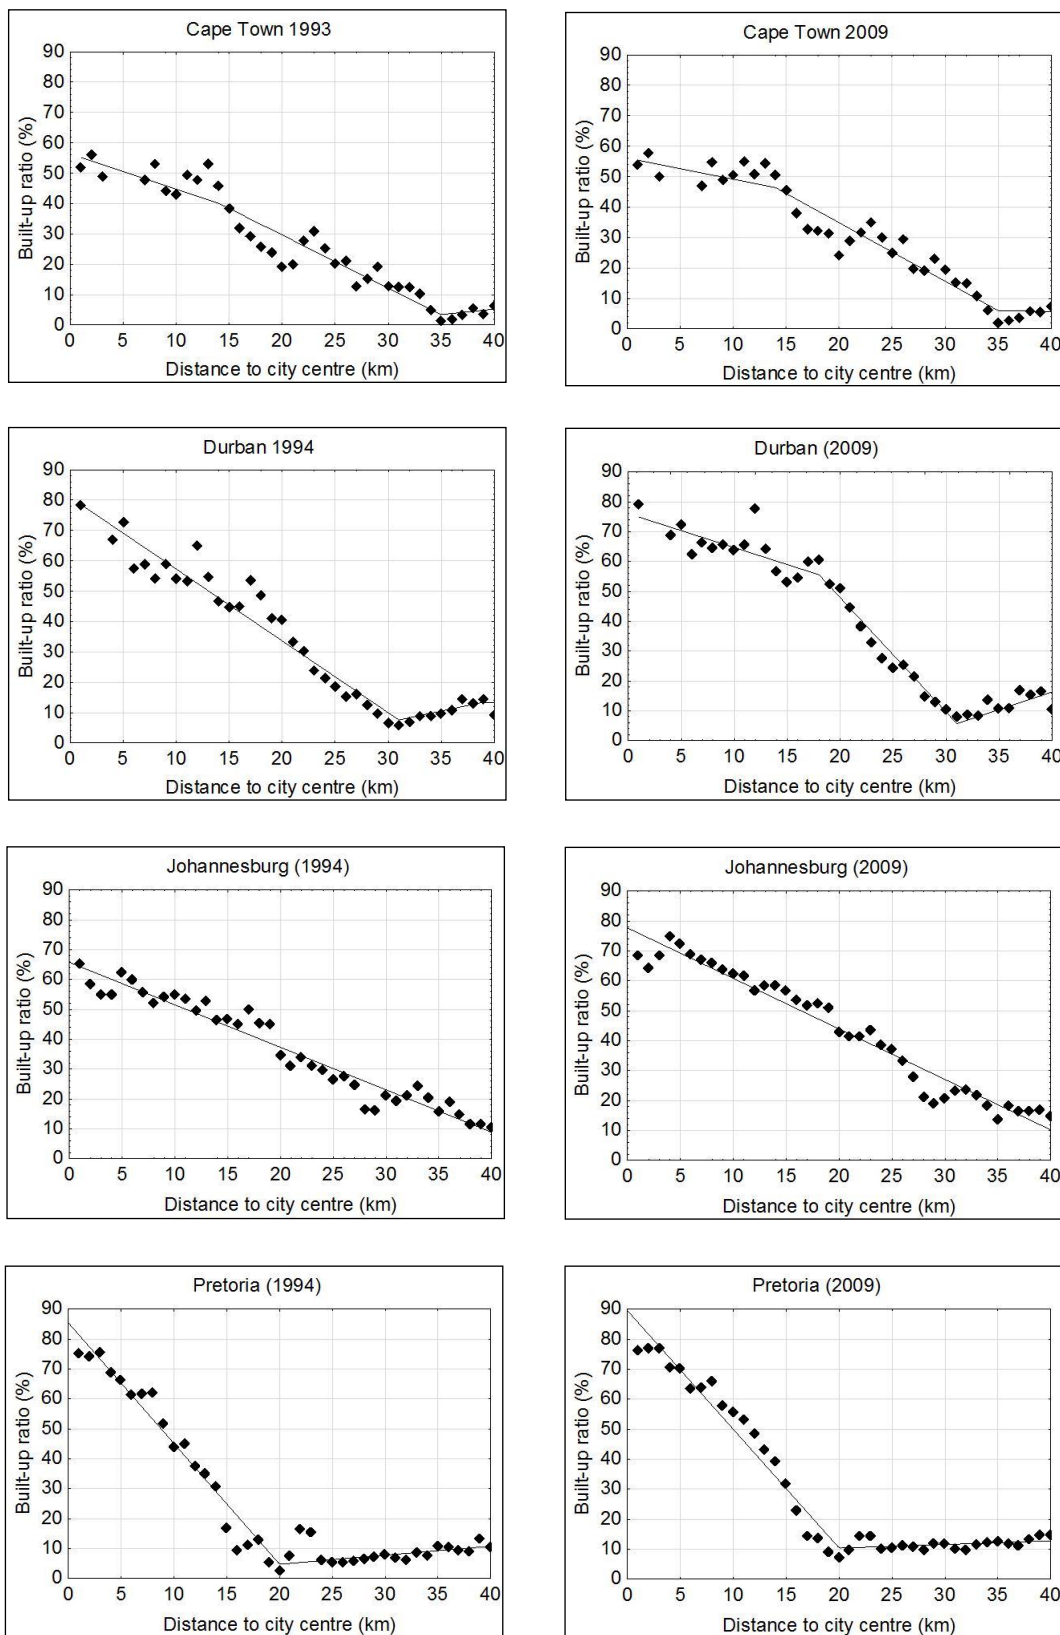 Cape Town 1993
Built-up ratio (%)
90
80
70
60
50
40
30
20
10
0
0 5 10 15 20 25 30 35 40
Distance to city centre (km)
Cape Town 2009
Built-up ratio (%)
90
80
70
60
50
40
30
20
10
0
0 5 10 15 20 25 30 35 40
Distance to city centre (km)
Durban 1994
Built-up ratio (%)
90
80
70
60
50
40
30
20
10
0
0 5 10 15 20 25 30 35 40
Distance to city centre (km)
Durban (2009)
Built-up ratio (%)
90
80
70
60
50
40
30
20
10
0
0 5 10 15 20 25 30 35 40
Distance to city centre (km)
Johannesburg (1994)
Built-up ratio (%)
90
80
70
60
50
40
30
20
10
0
0 5 10 15 20 25 30 35 40
Distance to city centre (km)
Johannesburg (2009)
Built-up ratio (%)
90
80
70
60
50
40
30
20
10
0
0 5 10 15 20 25 30 35 40
Distance to city centre (km)
Pretoria (1994)
Built-up ratio (%)
90
80
70
60
50
40
30
20
10
0
0 5 10 15 20 25 30 35 40
Distance to city centre (km)
Pretoria (2009)
Built-up ratio (%)
90
80
70
60
50
40
30
20
10
0
0 5 10 15 20 25 30 35 40
Distance to city centre (km)